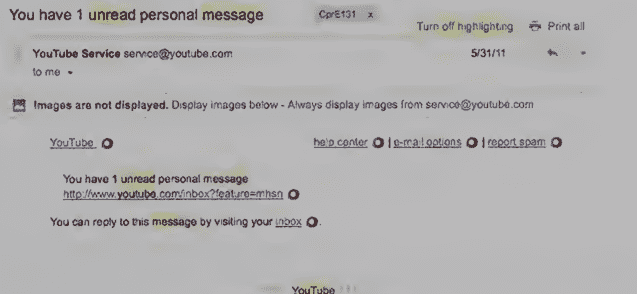 You have 1 unread personal message CprE131 x
Turn off highlighting Print all
YouTube Service service@youtube.com 5/31/11
to me
Images are not displayed. Display images below - Always display images from service@youtube.com
YouTube help center | e-mail options | report spam
You have 1 unread personal message
http://www.youtube.com/inbox?feature=mhsn
You can reply to this message by visiting your inbox .
YouTube